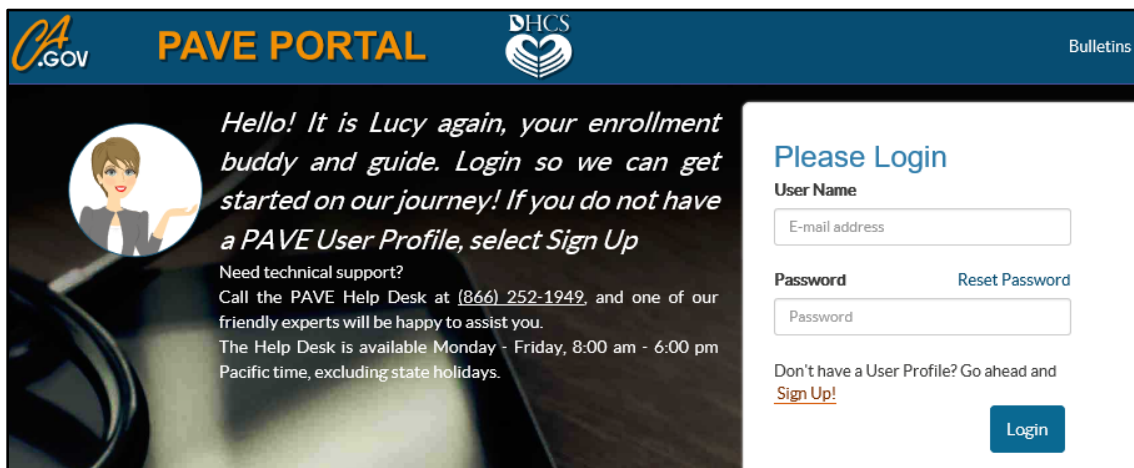 CA.GOV
PAVE PORTAL
DHCS
Bulletins
Hello! It is Lucy again, your enrollment
buddy and guide. Login so we can get
started on our journey! If you do not have
a PAVE User Profile, select Sign Up
Need technical support?
Call the PAVE Help Desk at (866) 252-1949, and one of our
friendly experts will be happy to assist you.
The Help Desk is available Monday - Friday, 8:00 am - 6:00 pm
Pacific time, excluding state holidays.
Please Login
User Name
E-mail address
Password Reset Password
Password
Don't have a User Profile? Go ahead and
Sign Up!
Login